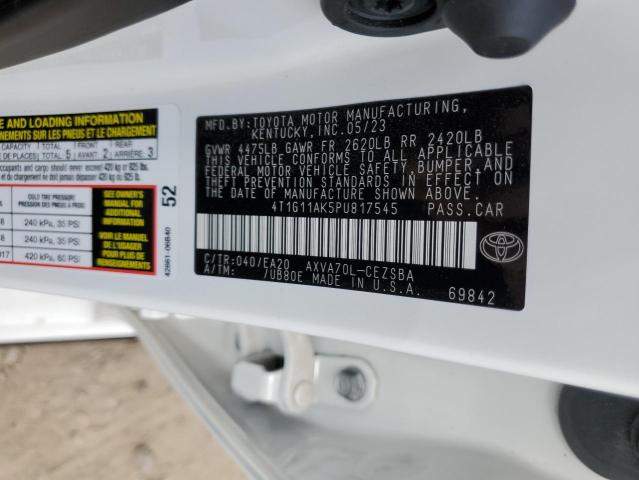 E AND LOADING INFORMATION
NEMENTS SUR LES PNEUS ET LE CHARGEMENT
CAPACITY TOTAL 5 FRONT 2 REAR 3
DE PLACES TOTAL AVANT ARRIÈRE
and cargo should never exceed 420 kg or 925 lbs.
et du chargement ne doit jamais dépasser 420 kg ou 925 lb.
COLD TIRE PRESSURE
240 kPa, 35 PSI
240 kPa, 35 PSI
017 420 kPa, 60 PSI
SEE OWNER'S
MANUAL FOR
ADDITIONAL
INFORMATION
VOIR LE MANUEL
DE L'USAGER
POUR PLUS DE
RENSEIGNEMENTS
52
42661-06B40
MFD.BY:TOYOTA MOTOR MANUFACTURING,
KENTUCKY,INC.05/23
GVWR 4475LB GAWR FR 2620LB RR 2420LB
THIS VEHICLE CONFORMS TO ALL APPLICABLE
FEDERAL MOTOR VEHICLE SAFETY,BUMPER AND
THEFT PREVENTION STANDARDS IN EFFECT ON
THE DATE OF MANUFACTURE SHOWN ABOVE.
4T1G11AK5PU817545 PASS.CAR
C/TR:040/EA20 AXVA70L-CEZSBA
A/TM: 7UB80E MADE IN U.S.A.
69842
TOYOTA